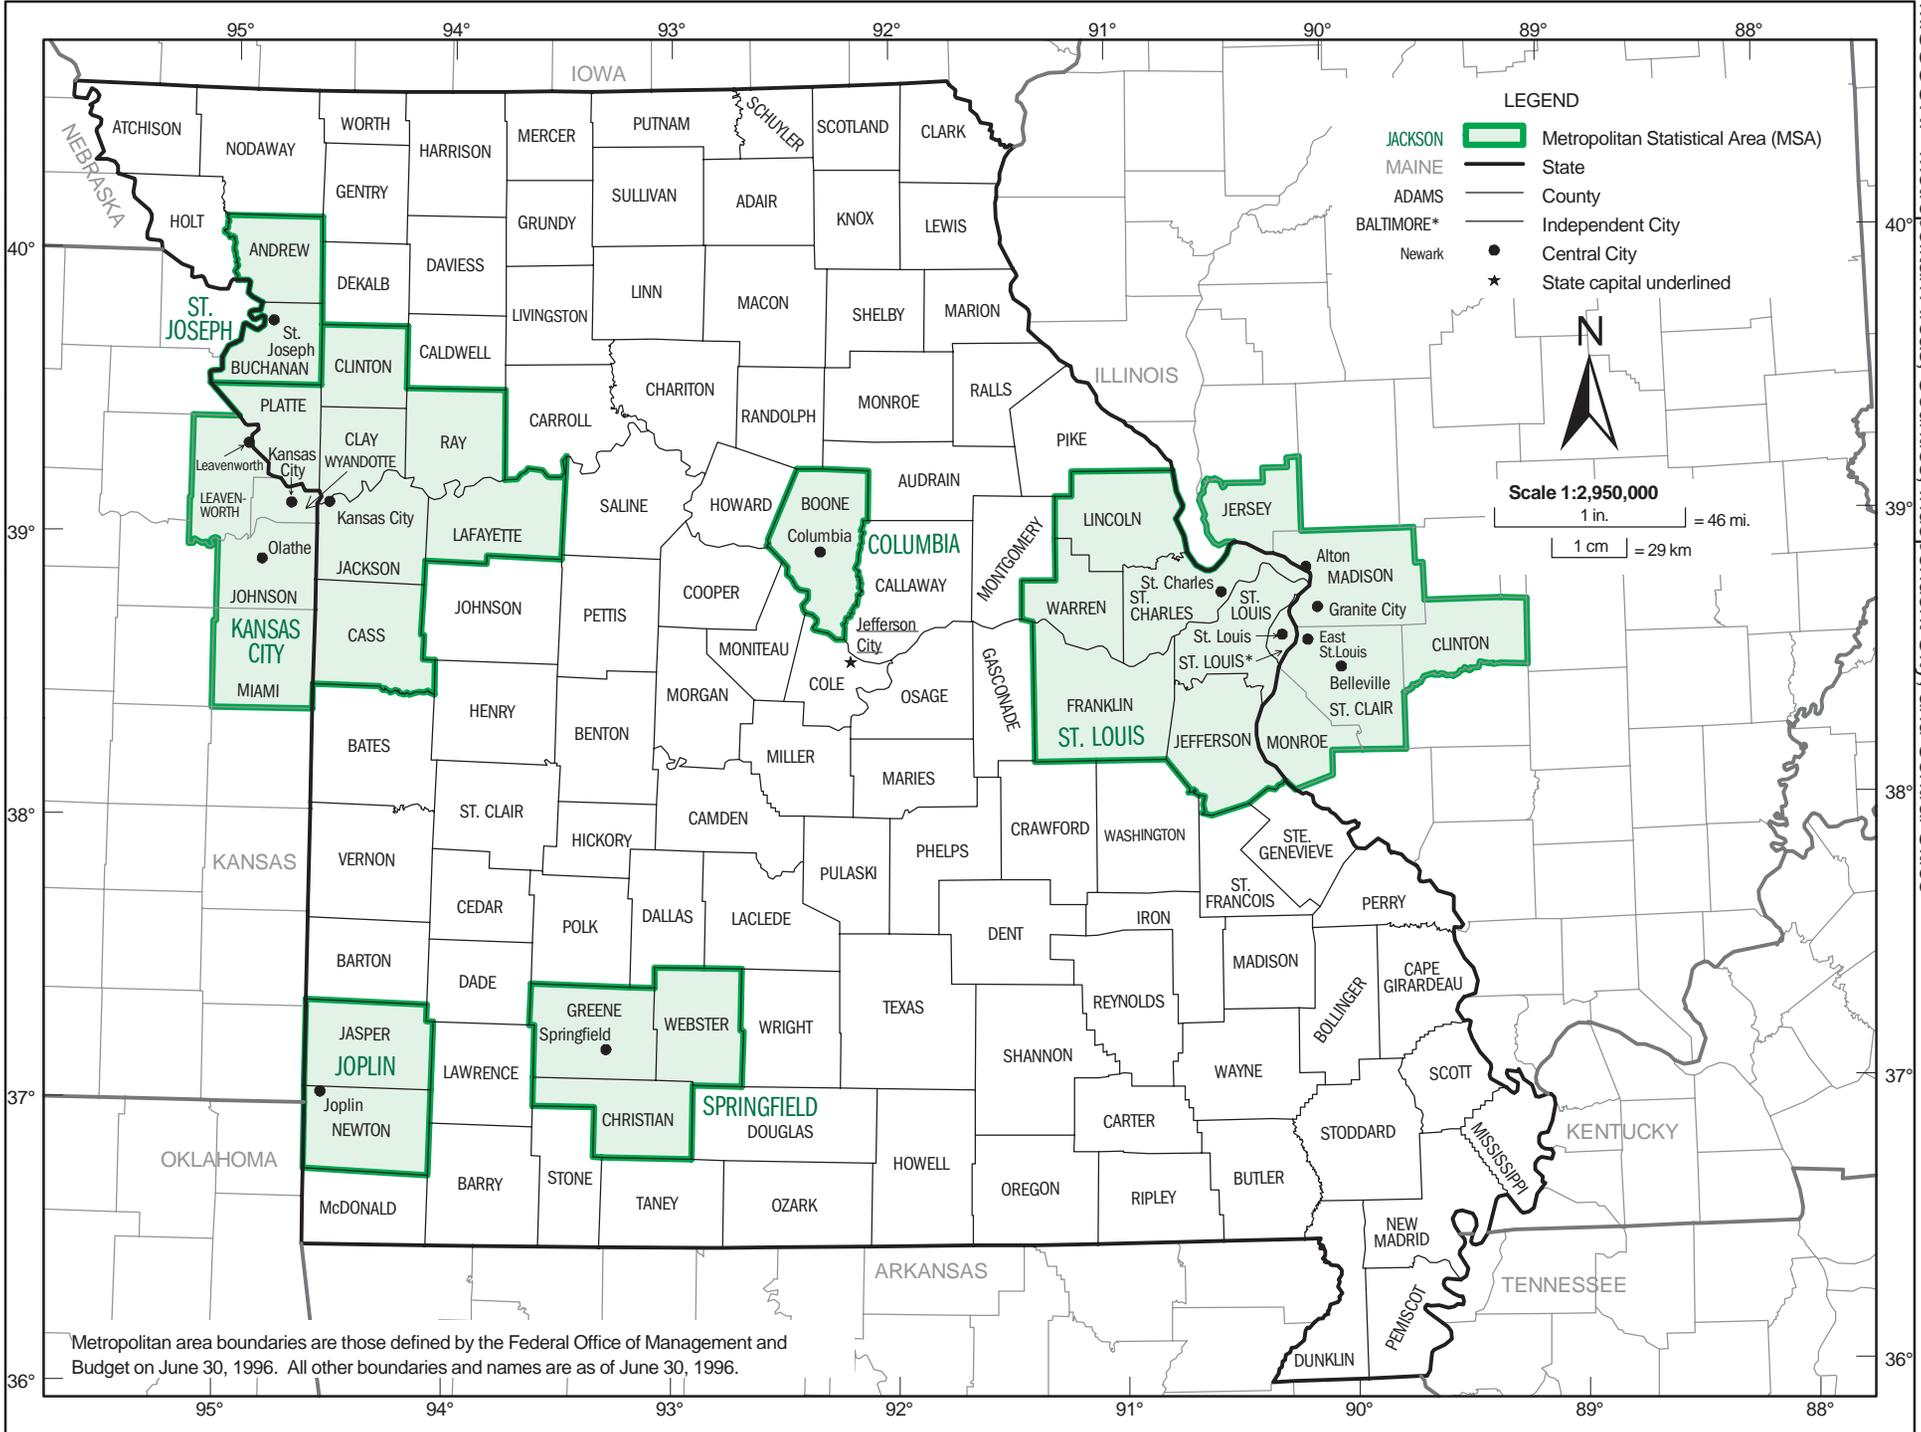 95°
94°
93°
92°
91°
90°
89°
88°
IOWA
NEBRASKA
ATCHISON
NODAWAY
WORTH
HARRISON
MERCER
PUTNAM
SCHUYLER
SCOTLAND
CLARK
HOLT
GENTRY
SULLIVAN
ADAIR
KNOX
LEWIS
GRUNDY
LEGEND
JACKSON
Metropolitan Statistical Area (MSA)
MAINE
State
ADAMS
County
BALTIMORE*
Independent City
Newark
Central City
State capital underlined
40°
40°
ANDREW
DEKALB
DAVIESS
LIVINGSTON
LINN
MACON
SHELBY
MARION
ST.
JOSEPH
St.
Joseph
BUCHANAN
CLINTON
CALDWELL
N
ILLINOIS
PLATTE
CLAY
RAY
CARROLL
CHARITON
RANDOLPH
MONROE
RALLS
PIKE
Leavenworth
Kansas
City
WYANDOTTE
LEAVEN-
WORTH
Kansas City
LAFAYETTE
SALINE
HOWARD
BOONE
Columbia
COLUMBIA
AUDRAIN
MONTGOMERY
LINCOLN
JERSEY
Scale 1:2,950,000
1 in.
= 46 mi.
1 cm
= 29 km
39°
39°
Olathe
JACKSON
JOHNSON
KANSAS
CITY
MIAMI
CASS
JOHNSON
PETTIS
COOPER
MONITEAU
CALLAWAY
Jefferson
City
COLE
OSAGE
GASCONADE
WARREN
St. Charles
ST.
CHARLES
ST.
LOUIS
St. Louis
ST. LOUIS*
Alton
MADISON
Granite City
East
St.Louis
Belleville
ST. CLAIR
CLINTON
FRANKLIN
ST. LOUIS
JEFFERSON
MONROE
BATES
HENRY
BENTON
MORGAN
MILLER
MARIES
38°
38°
KANSAS
VERNON
ST. CLAIR
HICKORY
CAMDEN
PULASKI
PHELPS
CRAWFORD
WASHINGTON
STE.
GENEVIEVE
ST.
FRANCOIS
PERRY
CEDAR
POLK
DALLAS
LACLEDE
DENT
IRON
MADISON
BOLLINGER
CAPE
GIRARDEAU
BARTON
DADE
GREENE
Springfield
WEBSTER
WRIGHT
TEXAS
REYNOLDS
JASPER
JOPLIN
Joplin
NEWTON
LAWRENCE
CHRISTIAN
SPRINGFIELD
DOUGLAS
SHANNON
WAYNE
SCOTT
37°
37°
OKLAHOMA
KENTUCKY
McDONALD
BARRY
STONE
TANEY
OZARK
HOWELL
CARTER
OREGON
RIPLEY
BUTLER
STODDARD
MISSISSIPPI
NEW
MADRID
ARKANSAS
TENNESSEE
PEMISCOT
DUNKLIN
Metropolitan area boundaries are those defined by the Federal Office of Management and
Budget on June 30, 1996. All other boundaries and names are as of June 30, 1996.
36°
36°
95°
94°
93°
92°
91°
90°
89°
88°